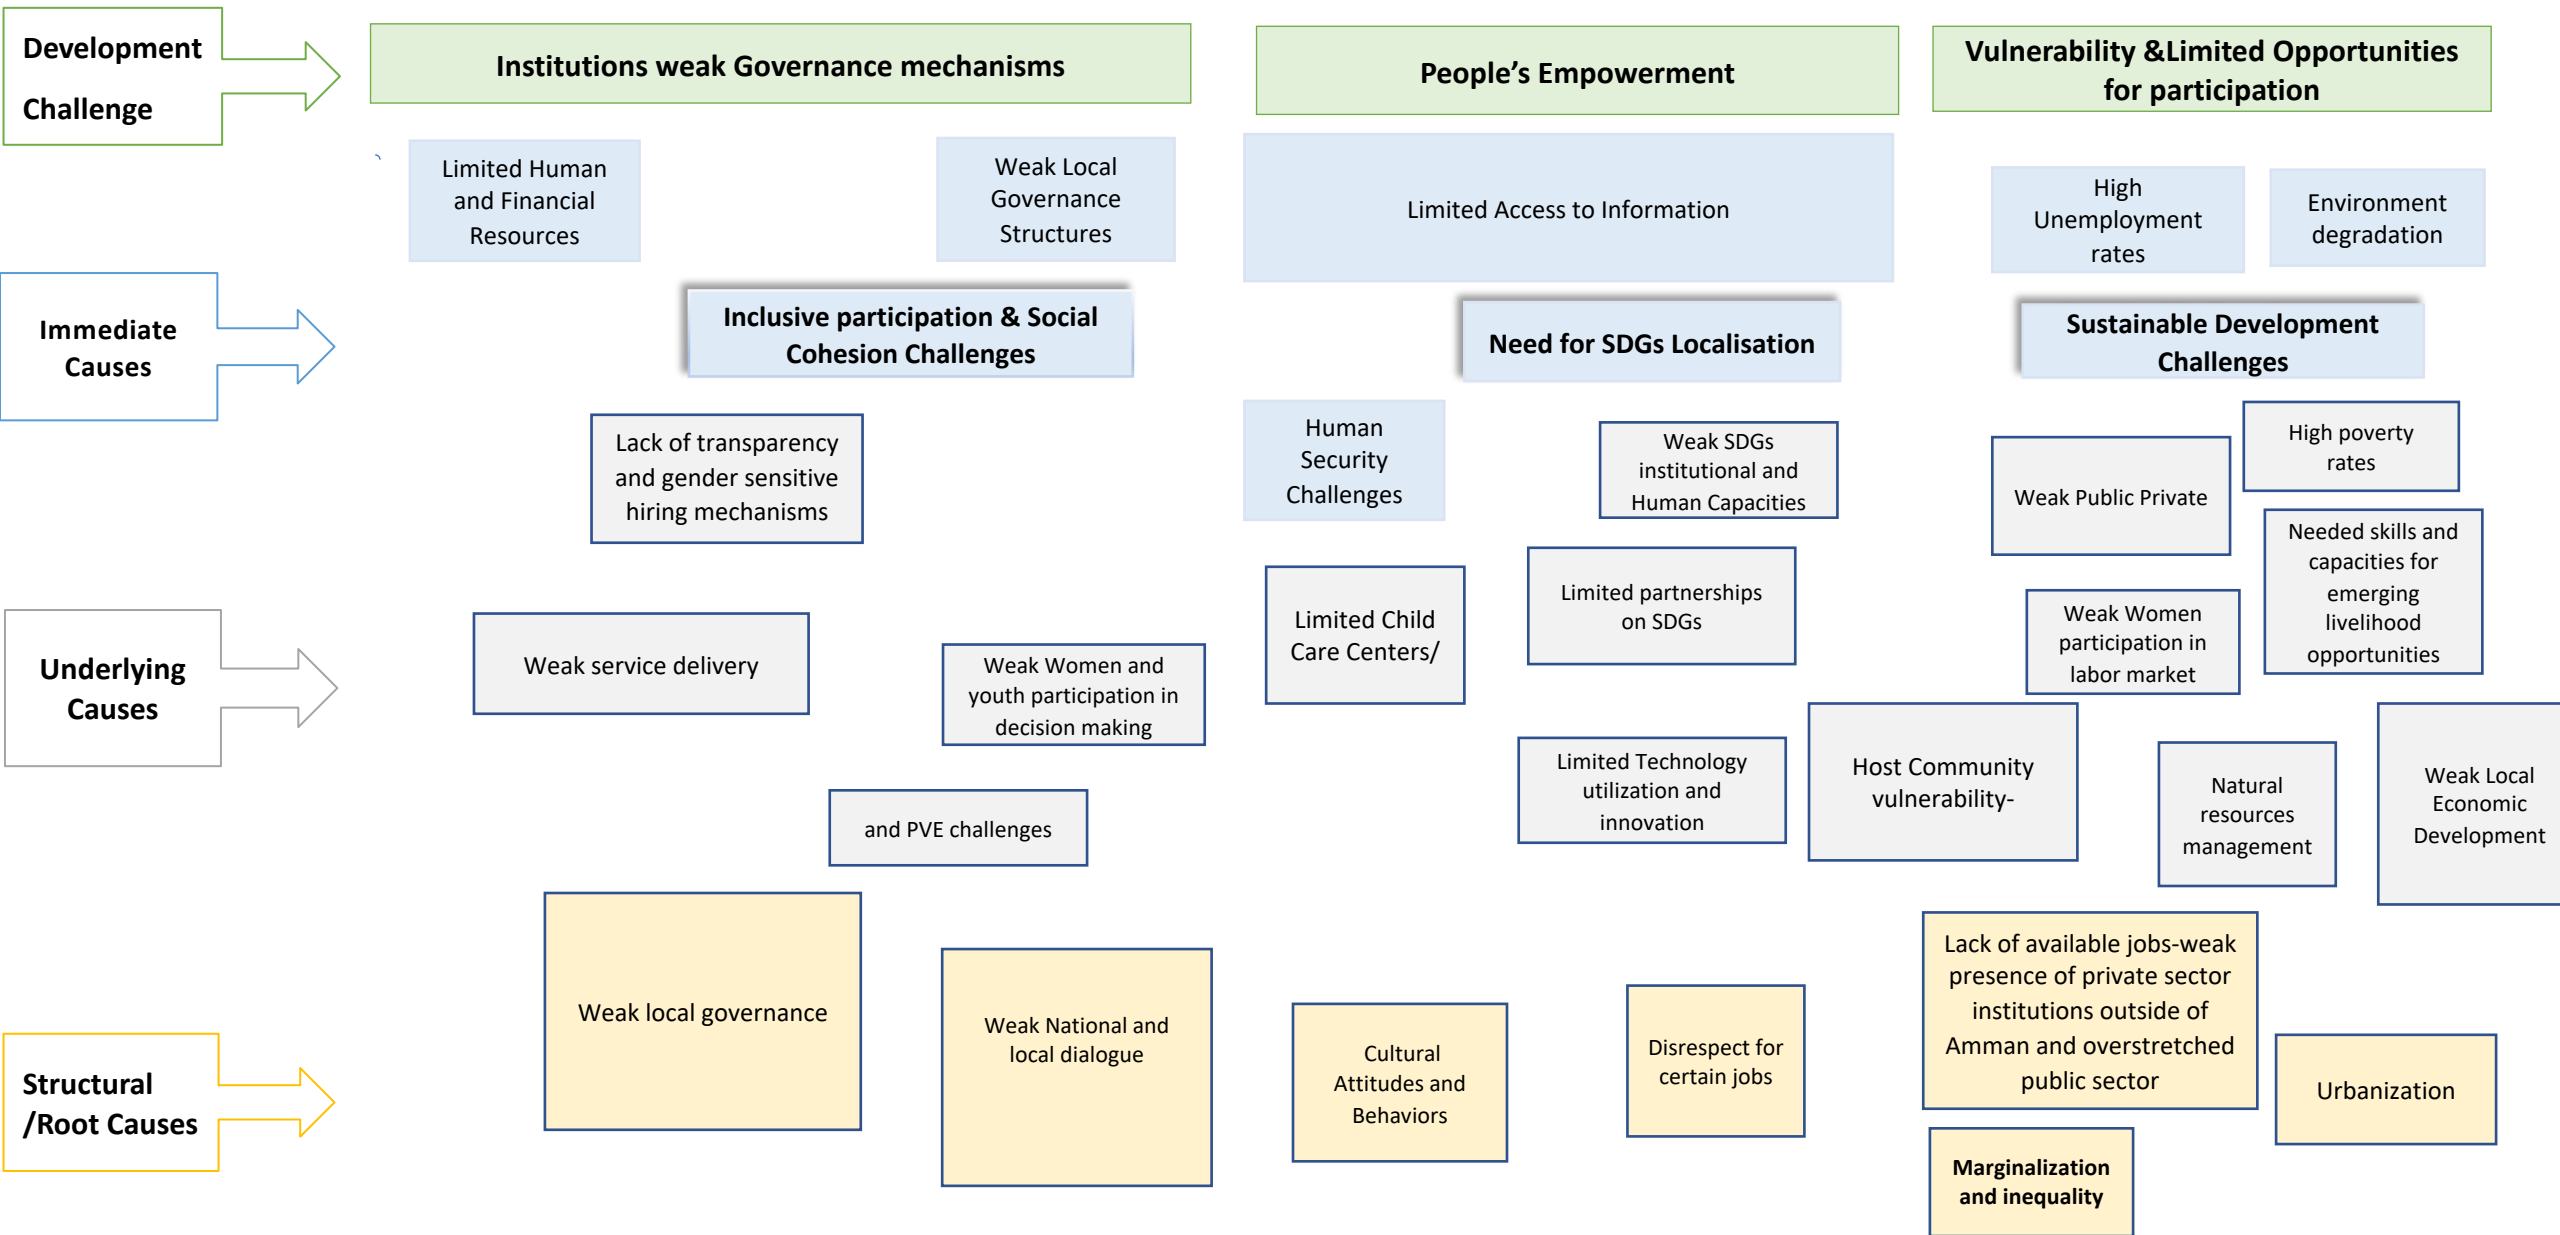 Development
Challenge
Institutions weak Governance mechanisms
People’s Empowerment
Vulnerability &Limited Opportunities
for participation
Limited Human
and Financial
Resources
Weak Local
Governance
Structures
Limited Access to Information
High
Unemployment
rates
Environment
degradation
Immediate
Causes
Inclusive participation & Social
Cohesion Challenges
Need for SDGs Localisation
Sustainable Development
Challenges
Lack of transparency
and gender sensitive
hiring mechanisms
Human
Security
Challenges
Weak SDGs
institutional and
Human Capacities
Weak Public Private
High poverty
rates
Needed skills and
capacities for
emerging
livelihood
opportunities
Underlying
Causes
Weak service delivery
Weak Women and
youth participation in
decision making
Limited Child
Care Centers/
Limited partnerships
on SDGs
Weak Women
participation in
labor market
and PVE challenges
Limited Technology
utilization and
innovation
Host Community
vulnerability-
Natural
resources
management
Weak Local
Economic
Development
Structural
/Root Causes
Weak local governance
Weak National and
local dialogue
Cultural
Attitudes and
Behaviors
Disrespect for
certain jobs
Lack of available jobs-weak
presence of private sector
institutions outside of
Amman and overstretched
public sector
Urbanization
Marginalization
and inequality